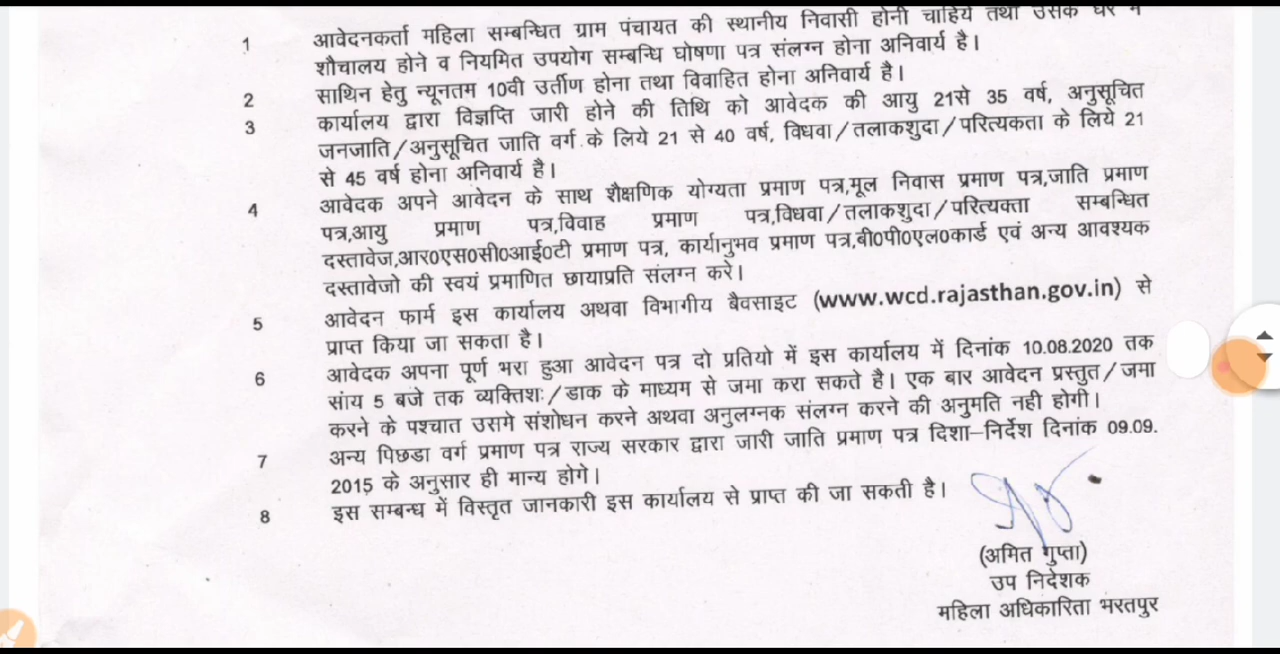 1 आवेदनकर्ता महिला सम्बन्धित ग्राम पंचायत की स्थानीय निवासी होनी चाहिये तथा उसके घर में
शौचालय होने व नियमित उपयोग सम्बन्धि घोषणा पत्र संलग्न होना अनिवार्य है।
2 साथिन हेतु न्यूनतम 10वी उर्तीण होना तथा विवाहित होना अनिवार्य है।
3 कार्यालय द्वारा विज्ञप्ति जारी होने की तिथि को आवेदक की आयु 21से 35 वर्ष, अनुसूचित
जनजाति/अनुसूचित जाति वर्ग के लिये 21 से 40 वर्ष, विधवा/तलाकशुदा/परित्यकता के लिये 21
से 45 वर्ष होना अनिवार्य है।
4 आवेदक अपने आवेदन के साथ शैक्षणिक योग्यता प्रमाण पत्र,मूल निवास प्रमाण पत्र,जाति प्रमाण
पत्र,आयु प्रमाण पत्र,विवाह प्रमाण पत्र,विधवा/तलाकशुदा/परित्यक्ता सम्बन्धित
दस्तावेज,आर0एस0सी0आई0टी प्रमाण पत्र, कार्यानुभव प्रमाण पत्र,बी0पी0एल0कार्ड एवं अन्य आवश्यक
दस्तावेजो की स्वयं प्रमाणित छायाप्रति संलग्न करे।
5 आवेदन फार्म इस कार्यालय अथवा विभागीय बैवसाइट (www.wcd.rajasthan.gov.in) से
प्राप्त किया जा सकता है।
6 आवेदक अपना पूर्ण भरा हुआ आवेदन पत्र दो प्रतियो में इस कार्यालय में दिनांक 10.08.2020 तक
सांय 5 बजे तक व्यक्तिशः/डाक के माध्यम से जमा करा सकते है। एक बार आवेदन प्रस्तुत/जमा
करने के पश्चात उसमे संशोधन करने अथवा अनुलग्नक संलग्न करने की अनुमति नही होगी।
7 अन्य पिछडा वर्ग प्रमाण पत्र राज्य सरकार द्वारा जारी जाति प्रमाण पत्र दिशा–निर्देश दिनांक 09.09.
2015 के अनुसार ही मान्य होगे।
8 इस सम्बन्ध में विस्तृत जानकारी इस कार्यालय से प्राप्त की जा सकती है।
(अमित गुप्ता)
उप निदेशक
महिला अधिकारिता भरतपुर